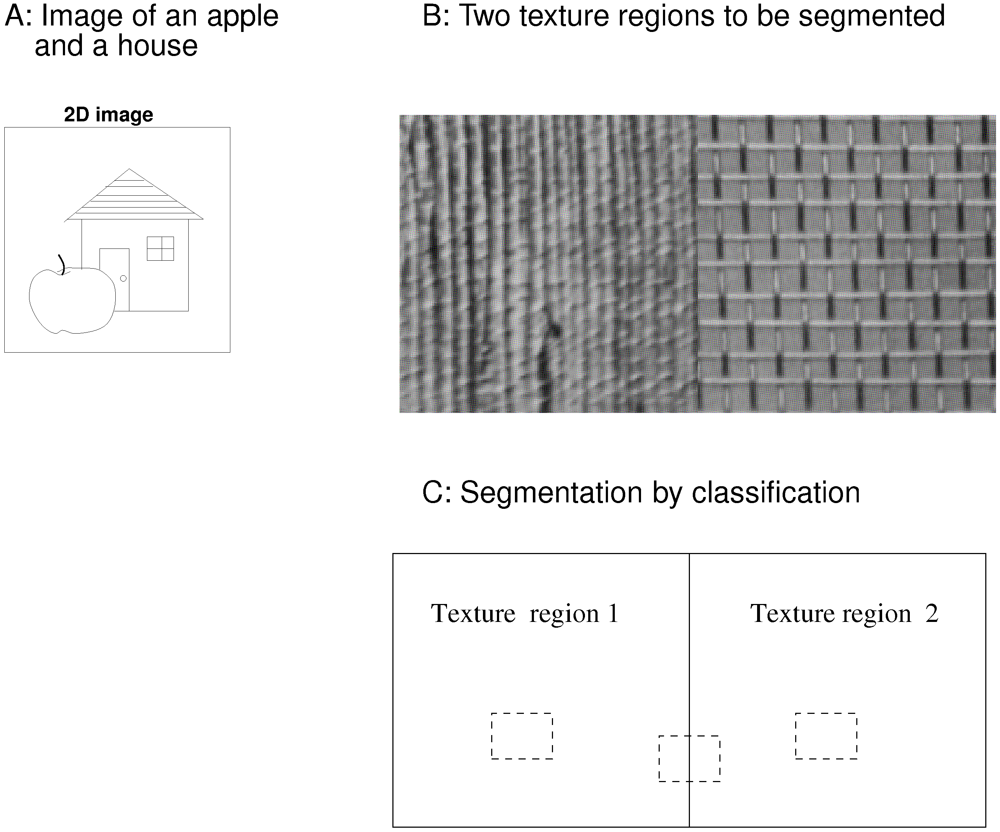 A: Image of an apple
and a house
B: Two texture regions to be segmented
2D image
C: Segmentation by classification
Texture region 1
Texture region 2